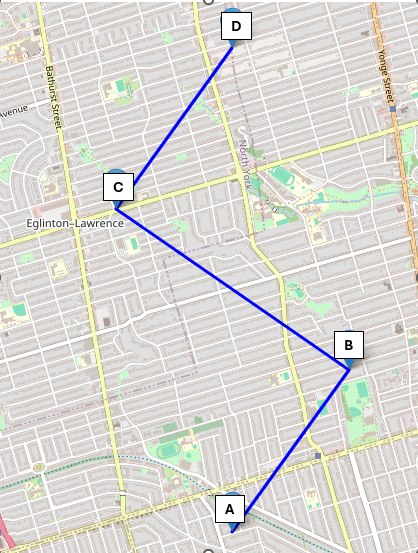 D
Bathurst Street
Yonge Street
Avenue
North York
C
Eglinton-Lawrence
B
A